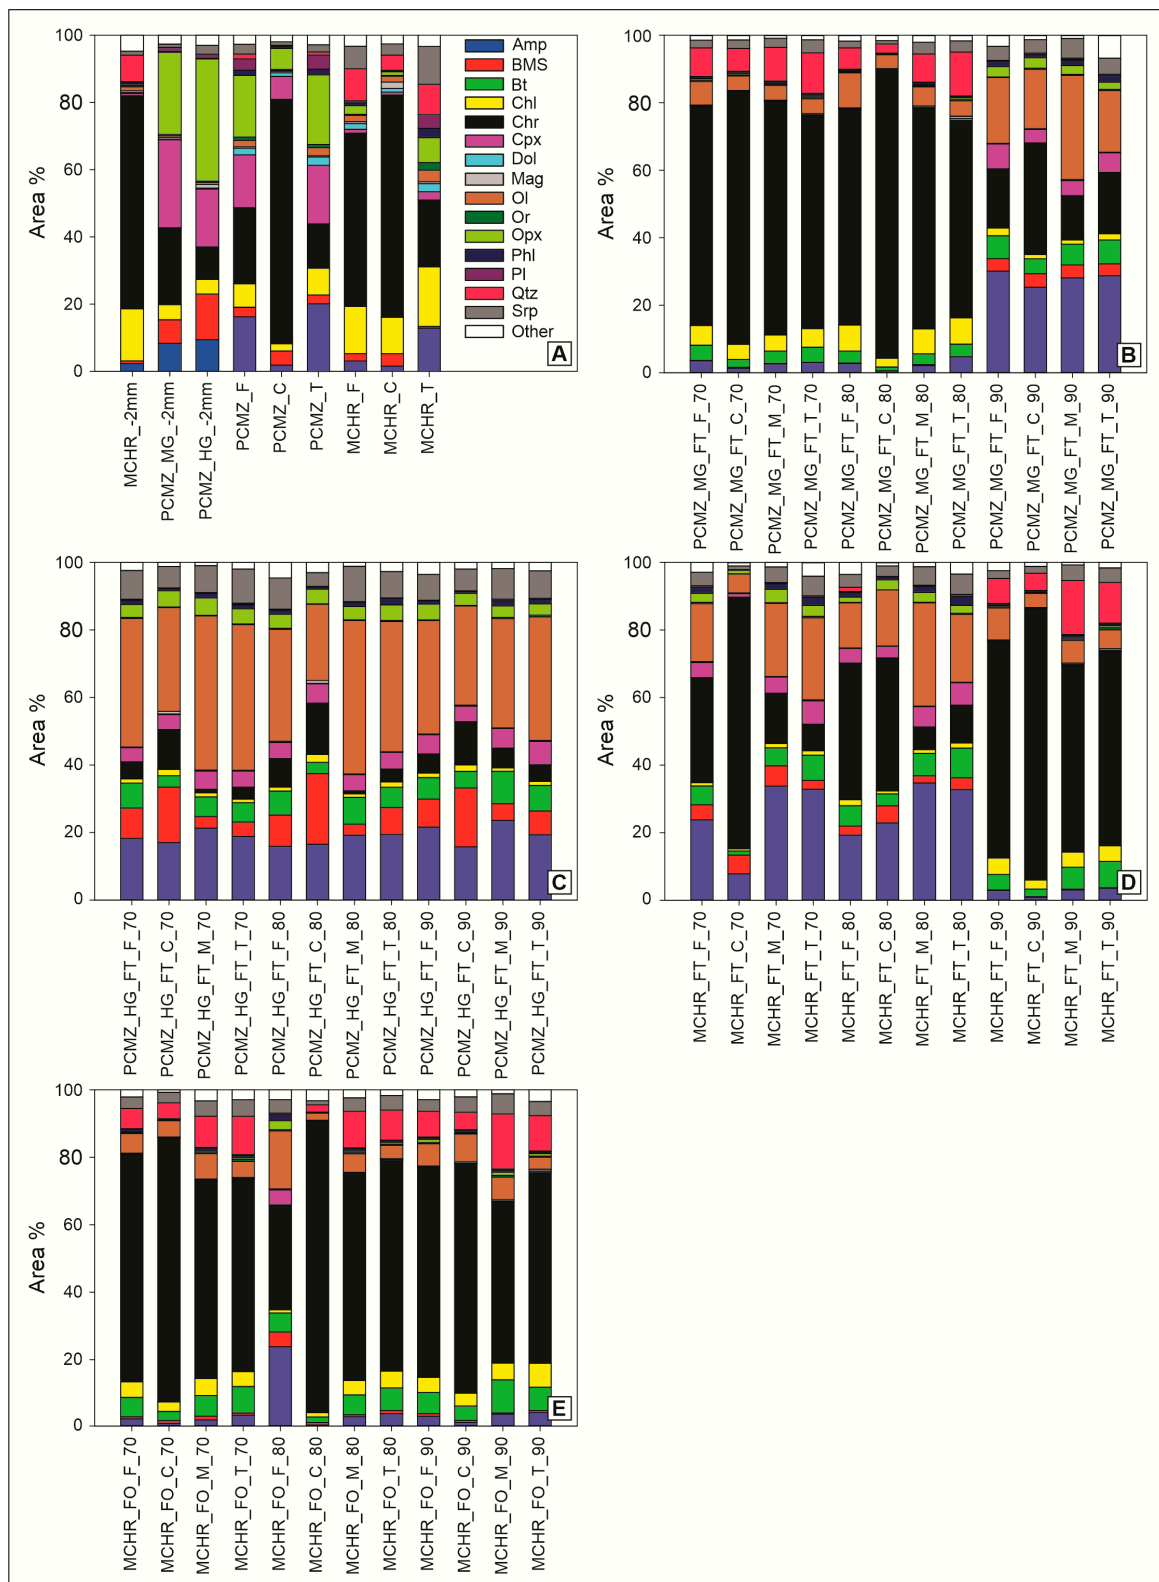 Area %
100
80
60
40
20
0
Amp
BMS
Bt
Chl
Chr
Cpx
Dol
Mag
Ol
Or
Opx
Phl
Pl
Qtz
Srp
Other
A
MCHR_-2mm
PCMZ_MG_-2mm
PCMZ_HG_-2mm
PCMZ_F
PCMZ_C
PCMZ_T
MCHR_F
MCHR_C
MCHR_T
Area %
100
80
60
40
20
0
B
PCMZ_MG_FT_F_70
PCMZ_MG_FT_C_70
PCMZ_MG_FT_M_70
PCMZ_MG_FT_T_70
PCMZ_MG_FT_F_80
PCMZ_MG_FT_C_80
PCMZ_MG_FT_M_80
PCMZ_MG_FT_T_80
PCMZ_MG_FT_F_90
PCMZ_MG_FT_C_90
PCMZ_MG_FT_M_90
PCMZ_MG_FT_T_90
Area %
100
80
60
40
20
0
C
PCMZ_HG_FT_F_70
PCMZ_HG_FT_C_70
PCMZ_HG_FT_M_70
PCMZ_HG_FT_T_70
PCMZ_HG_FT_F_80
PCMZ_HG_FT_C_80
PCMZ_HG_FT_M_80
PCMZ_HG_FT_T_80
PCMZ_HG_FT_F_90
PCMZ_HG_FT_C_90
PCMZ_HG_FT_M_90
PCMZ_HG_FT_T_90
Area %
100
80
60
40
20
0
D
MCHR_FT_F_70
MCHR_FT_C_70
MCHR_FT_M_70
MCHR_FT_T_70
MCHR_FT_F_80
MCHR_FT_C_80
MCHR_FT_M_80
MCHR_FT_T_80
MCHR_FT_F_90
MCHR_FT_C_90
MCHR_FT_M_90
MCHR_FT_T_90
Area %
100
80
60
40
20
0
E
MCHR_FO_F_70
MCHR_FO_C_70
MCHR_FO_M_70
MCHR_FO_T_70
MCHR_FO_F_80
MCHR_FO_C_80
MCHR_FO_M_80
MCHR_FO_T_80
MCHR_FO_F_90
MCHR_FO_C_90
MCHR_FO_M_90
MCHR_FO_T_90